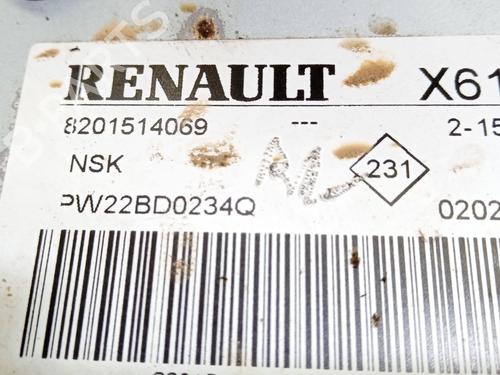 RENAULT X61
8201514069 --- 2-15
NSK 231
PW22BD0234Q 0202